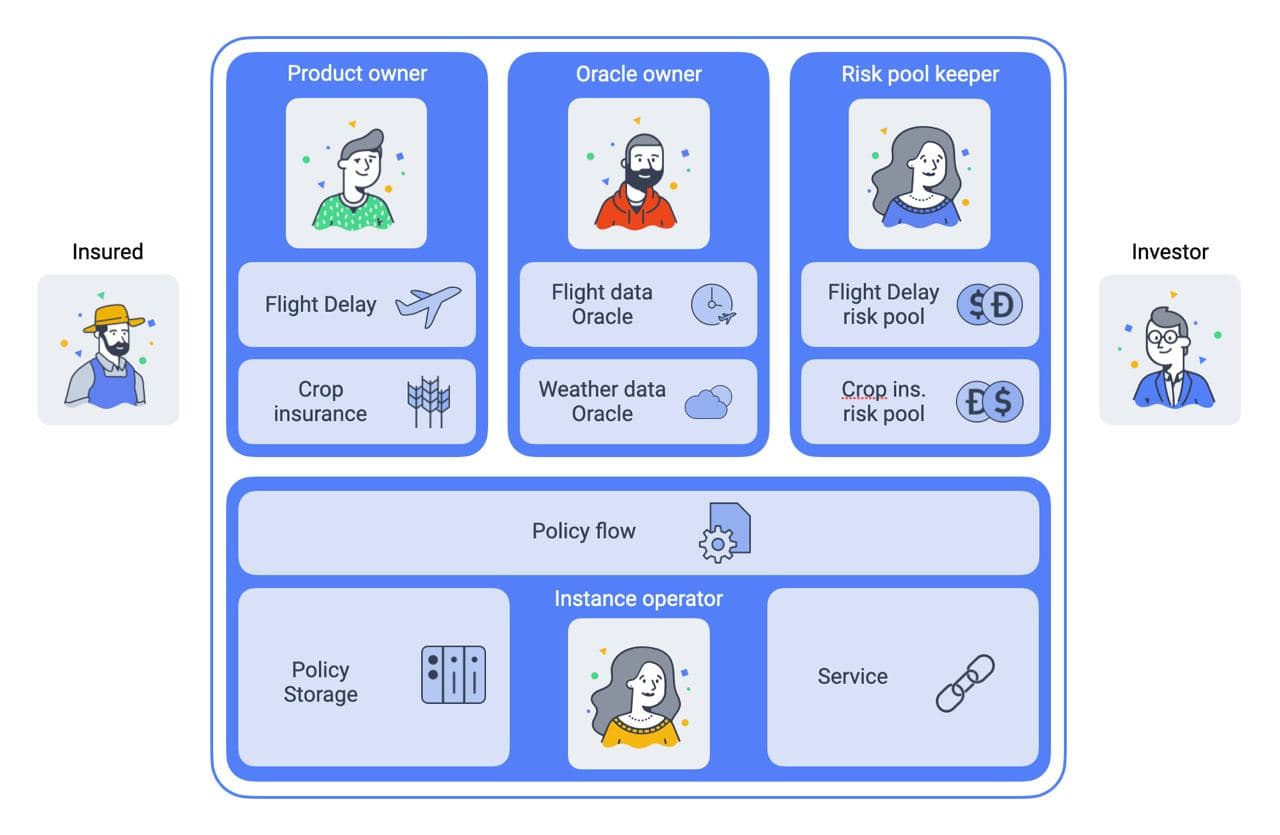 Product owner
Oracle owner
Risk pool keeper
Insured
Investor
Flight Delay
Flight data
Oracle
Flight Delay
risk pool
Crop
insurance
Weather data
Oracle
Crop ins.
risk pool
Policy flow
Instance operator
Policy
Storage
Service